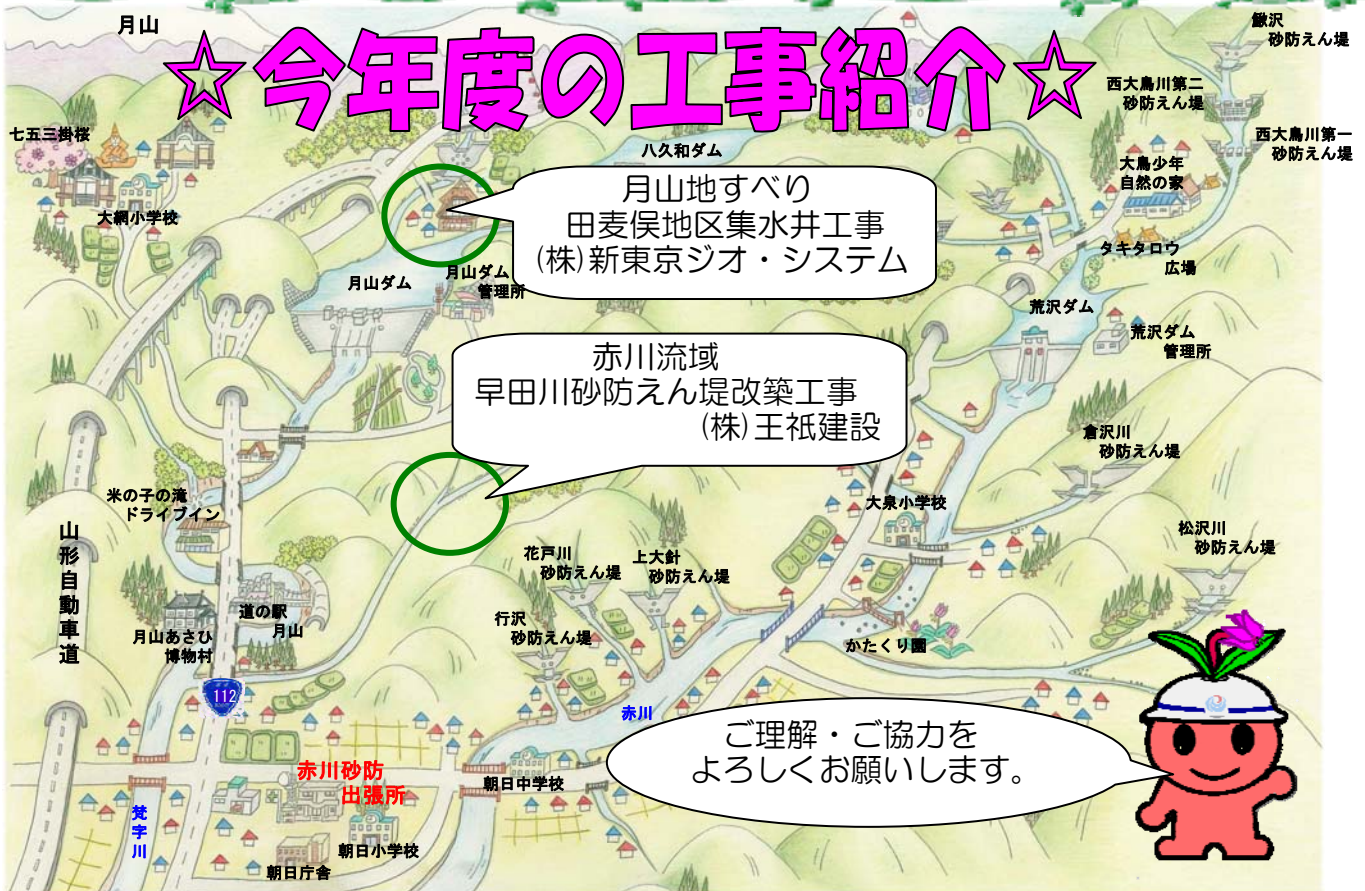 月山
☆今年度の工事紹介☆
鰍沢
砂防えん堤
西大鳥川第二
砂防えん堤
西大鳥川第一
砂防えん堤
七五三掛桜
大網小学校
八久和ダム
大鳥少年
自然の家
タキタロウ
広場
月山地すべり
田麦俣地区集水井工事
(株)新東京ジオ・システム
月山ダム
月山ダム
管理所
荒沢ダム
荒沢ダム
管理所
赤川流域
早田川砂防えん堤改築工事
(株)王祇建設
倉沢川
砂防えん堤
米の子の滝
ドライブイン
大泉小学校
松沢川
砂防えん堤
山形自動車道
花戸川
砂防えん堤
上大針
砂防えん堤
行沢
砂防えん堤
道の駅
月山
月山あさひ
博物村
かたくり園
112
赤川
ご理解・ご協力を
よろしくお願いします。
赤川砂防
出張所
朝日中学校
梵字川
朝日小学校
朝日庁舎